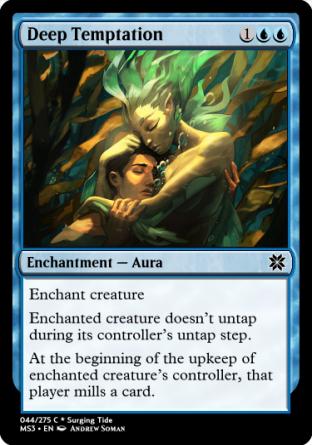 Deep Temptation 1
Enchantment — Aura
Enchant creature
Enchanted creature doesn't untap
during its controller's untap step.
At the beginning of the upkeep of
enchanted creature's controller, that
player mills a card.
044/275 C * Surging Tide
MS3 • EN Andrew Soman